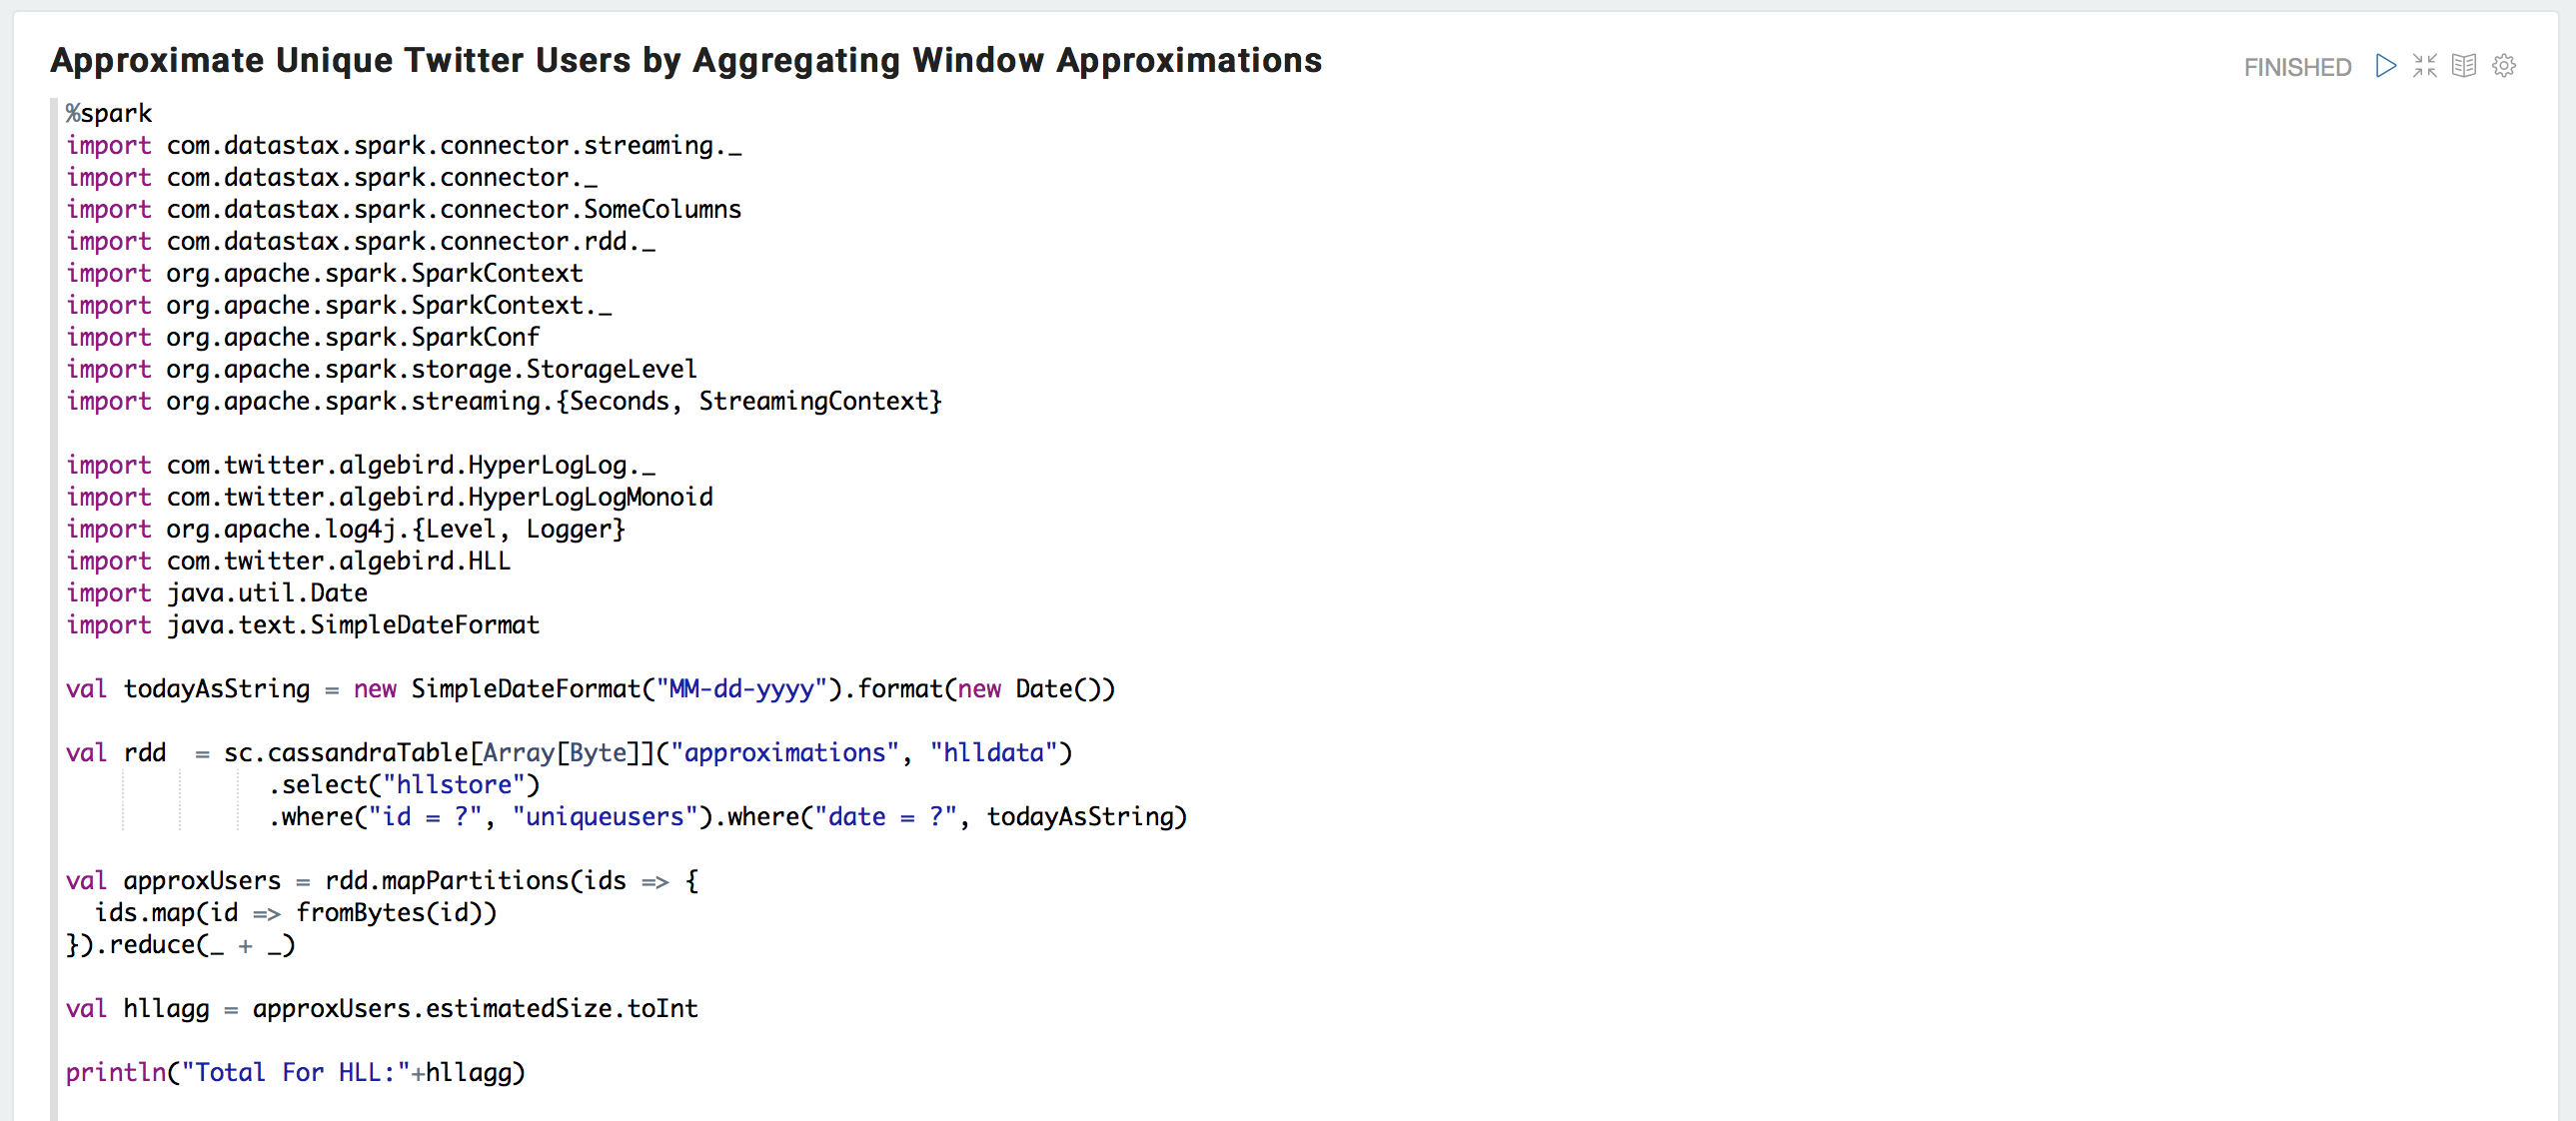 Approximate Unique Twitter Users by Aggregating Window Approximations
FINISHED
%spark
import com.datastax.spark.connector.streaming._
import com.datastax.spark.connector._
import com.datastax.spark.connector.SomeColumns
import com.datastax.spark.connector.rdd._
import org.apache.spark.SparkContext
import org.apache.spark.SparkContext._
import org.apache.spark.SparkConf
import org.apache.spark.storage.StorageLevel
import org.apache.spark.streaming.{Seconds, StreamingContext}
import com.twitter.algebird.HyperLogLog._
import com.twitter.algebird.HyperLogLogMonoid
import org.apache.log4j.{Level, Logger}
import com.twitter.algebird.HLL
import java.util.Date
import java.text.SimpleDateFormat
val todayAsString = new SimpleDateFormat("MM-dd-yyyy").format(new Date())
val rdd  = sc.cassandraTable[Array[Byte]]("approximations", "hlldata")
.select("hllstore")
.where("id = ?", "uniqueusers").where("date = ?", todayAsString)
val approxUsers = rdd.mapPartitions(ids => {
ids.map(id => fromBytes(id))
}).reduce(_ + _)
val hllagg = approxUsers.estimatedSize.toInt
println("Total For HLL:"+hllagg)